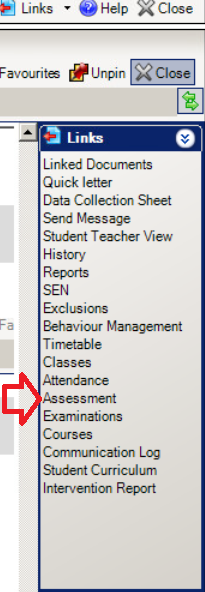 Links Help Close
Favourites Unpin Close
Links
Linked Documents
Quick letter
Data Collection Sheet
Send Message
Student Teacher View
History
Reports
SEN
Exclusions
Behaviour Management
Fa
Timetable
Classes
Attendance
Assessment
Examinations
Courses
Communication Log
Student Curriculum
Intervention Report